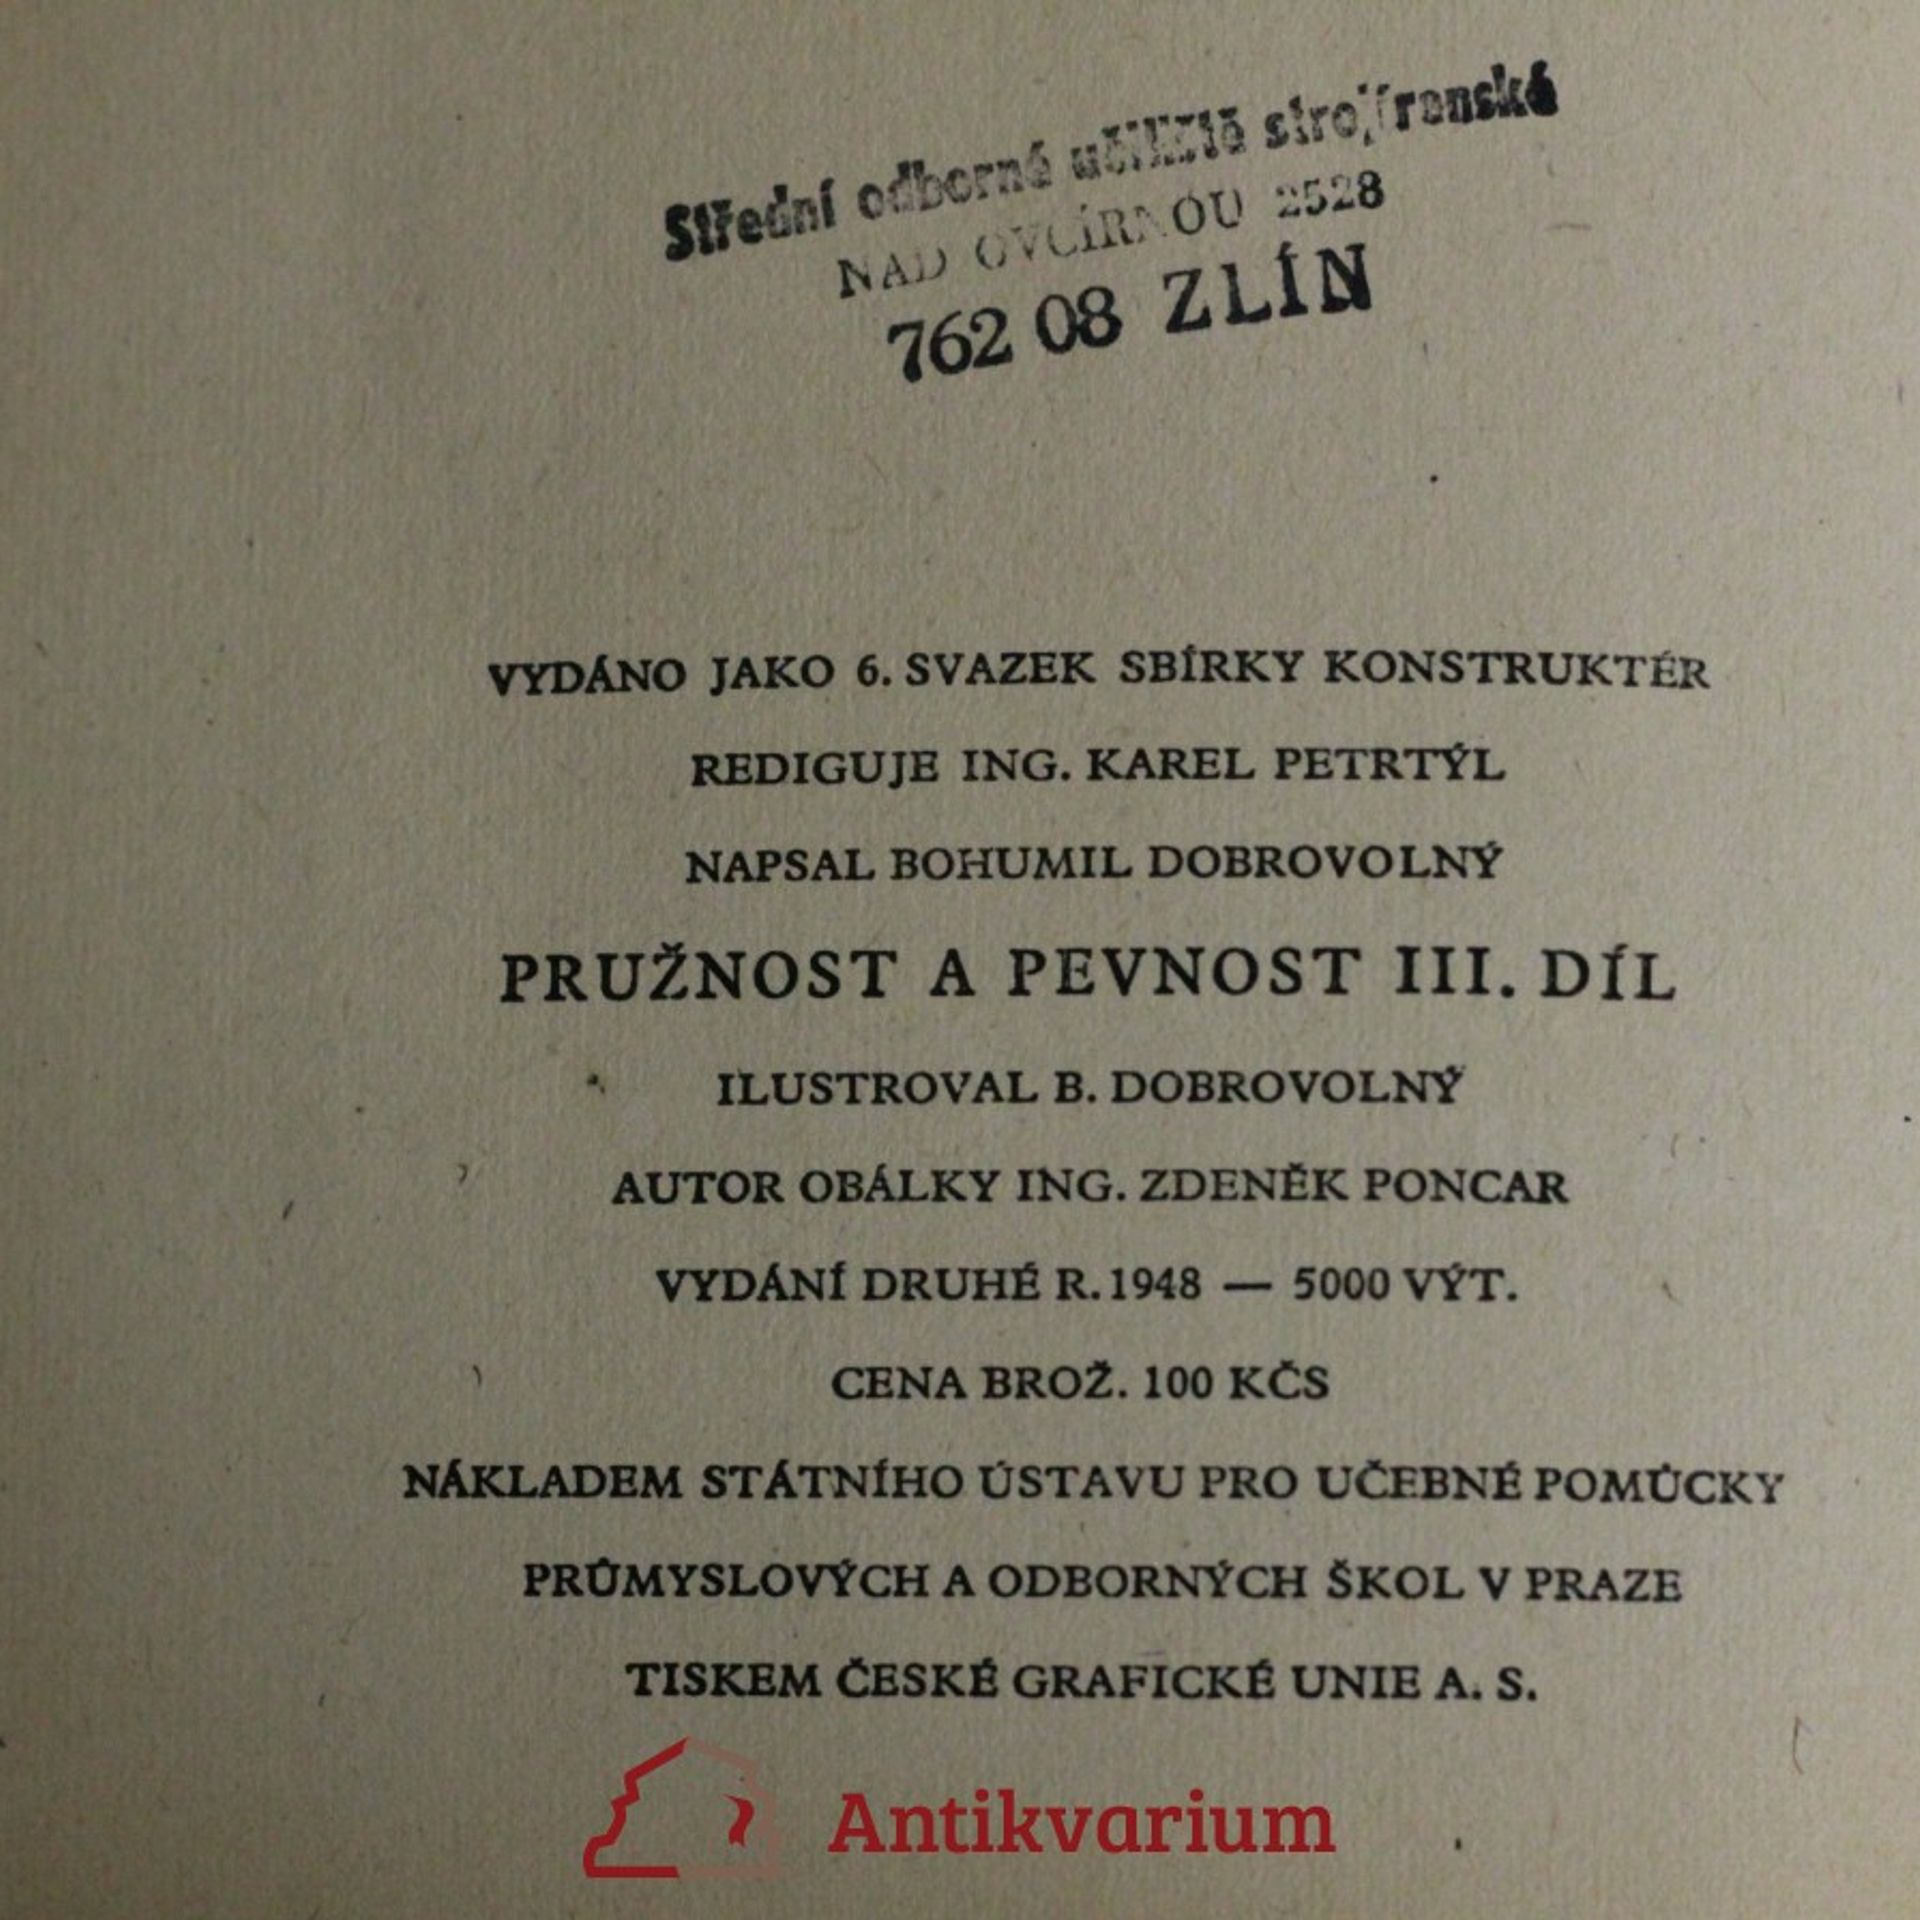 Střední odborné učiliště strojírenské
NAD OVČÍRNOU 2528
762 08 ZLÍN
VYDÁNO JAKO 6. SVAZEK SBÍRKY KONSTRUKTÉR
REDIGUJE ING. KAREL PETRTÝL
NAPSAL BOHUMIL DOBROVOLNÝ
PRUŽNOST A PEVNOST III. DÍL
ILUSTROVAL B. DOBROVOLNÝ
AUTOR OBÁLKY ING. ZDENĚK PONCAR
VYDÁNÍ DRUHÉ R. 1948 — 5000 VÝT.
CENA BROŽ. 100 KČS
NÁKLADEM STÁTNÍHO ÚSTAVU PRO UČEBNÉ POMŮCKY
PRŮMYSLOVÝCH A ODBORNÝCH ŠKOL V PRAZE
TISKEM ČESKÉ GRAFICKÉ UNIE A. S.
Antikvarium